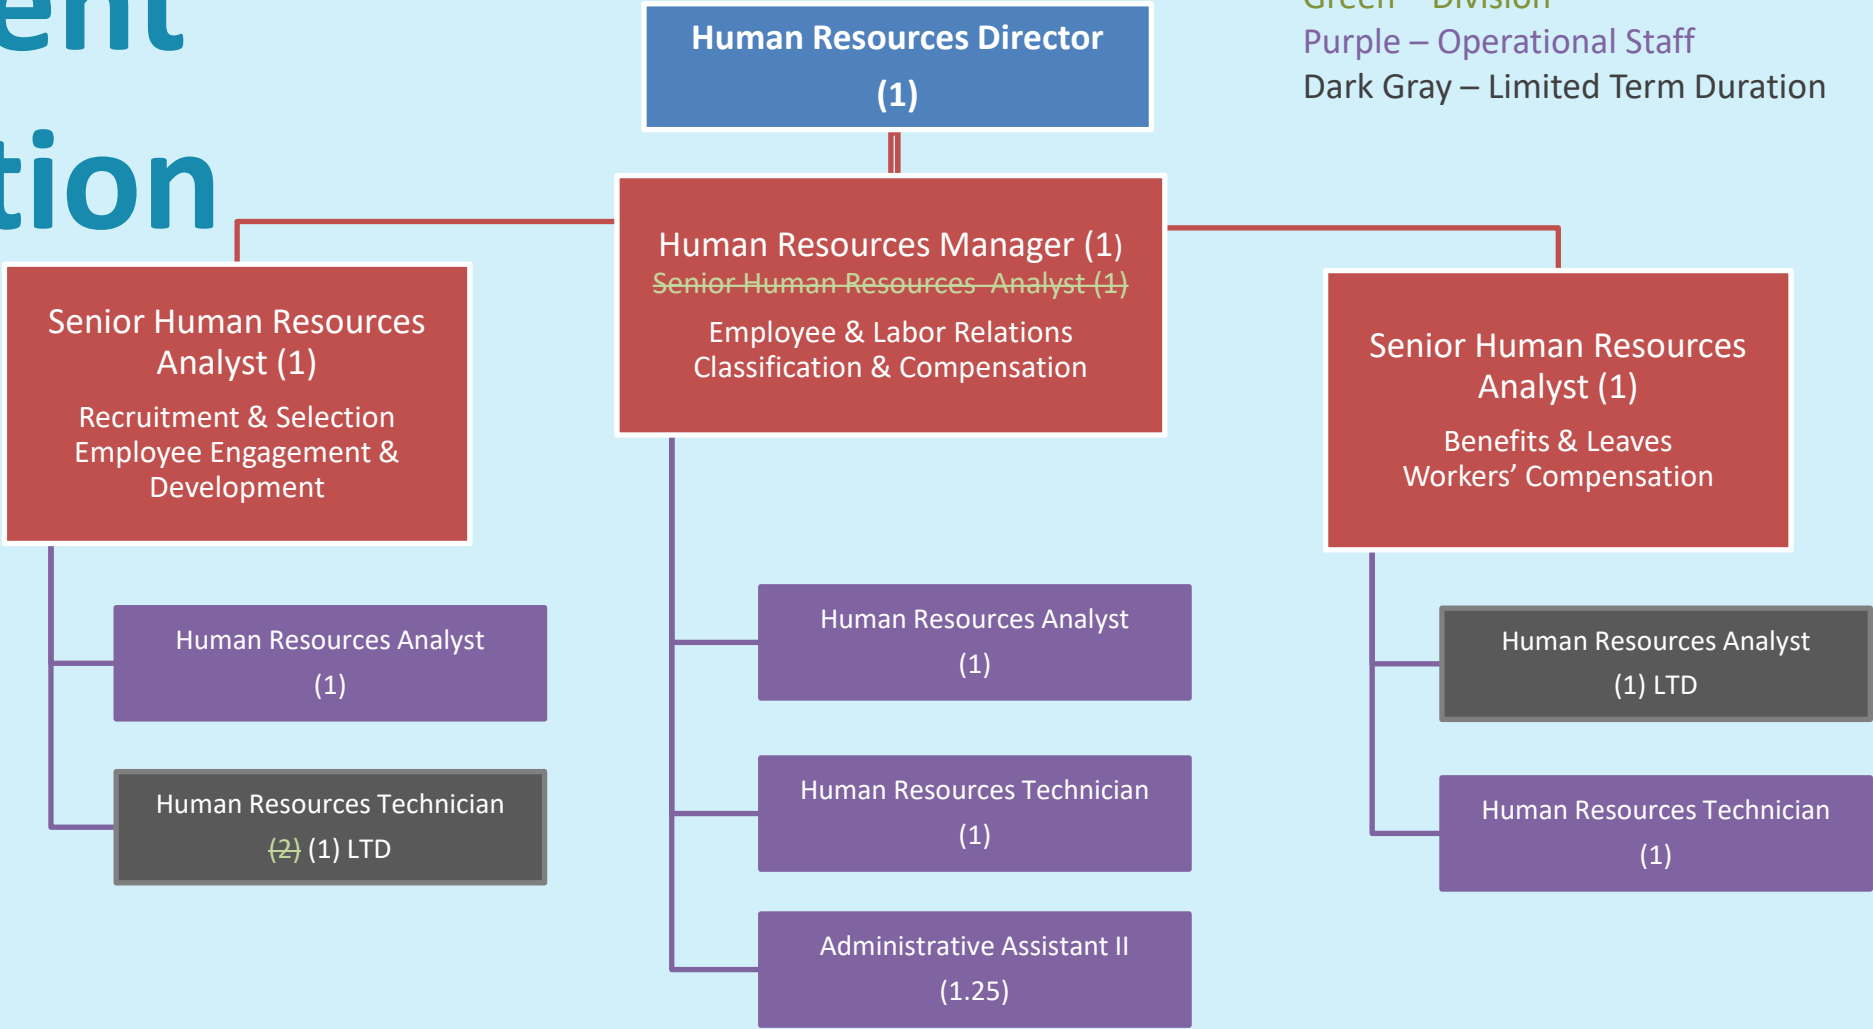 Human Resources Director
(1)
Purple – Operational Staff
Dark Gray – Limited Term Duration
Human Resources Manager (1)
Senior Human Resources Analyst (1)
Employee & Labor Relations
Classification & Compensation
Senior Human Resources
Analyst (1)
Recruitment & Selection
Employee Engagement &
Development
Senior Human Resources
Analyst (1)
Benefits & Leaves
Workers’ Compensation
Human Resources Analyst
(1)
Human Resources Technician
(2) (1) LTD
Human Resources Analyst
(1)
Human Resources Technician
(1)
Administrative Assistant II
(1.25)
Human Resources Analyst
(1) LTD
Human Resources Technician
(1)